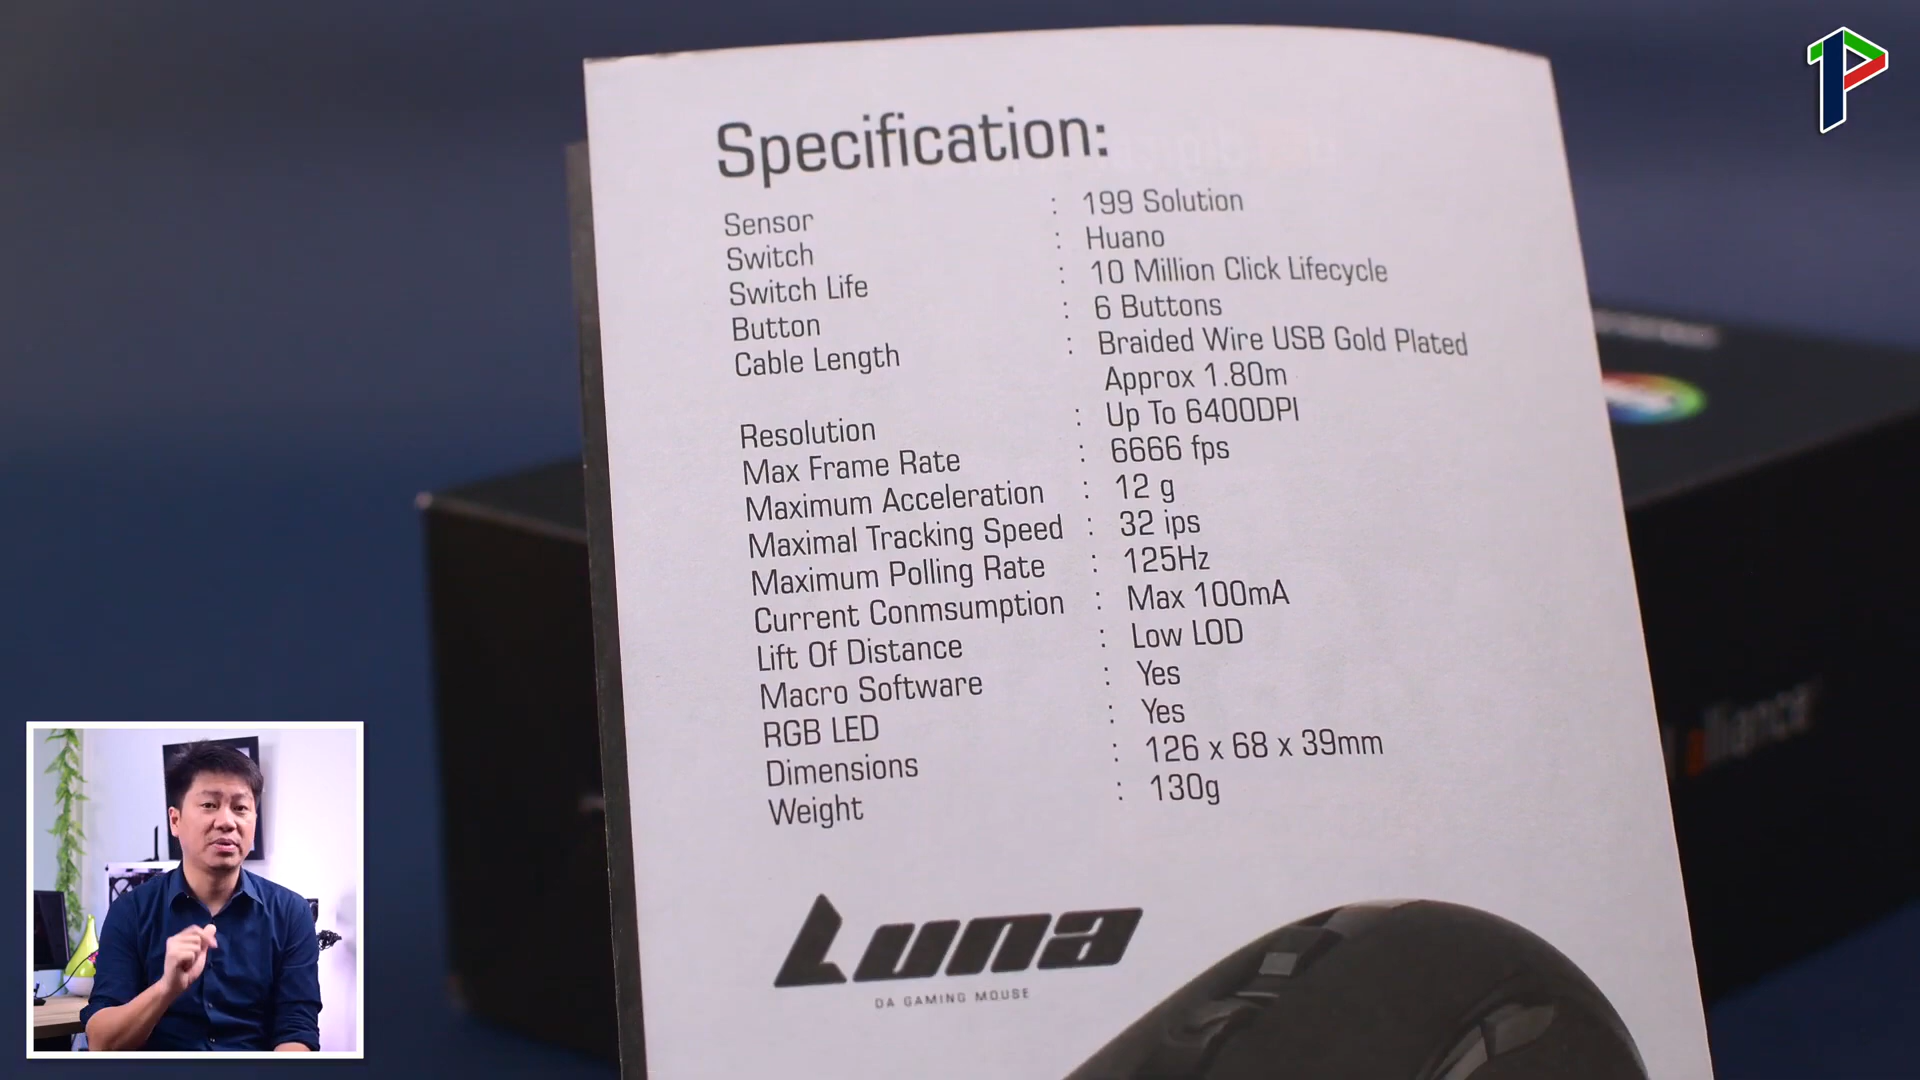 Specification:
Sensor : 199 Solution
Switch : Huano
Switch Life : 10 Million Click Lifecycle
Button : 6 Buttons
Cable Length : Braided Wire USB Gold Plated
Approx 1.80m
Resolution : Up To 6400DPI
Max Frame Rate : 6666 fps
Maximum Acceleration : 12 g
Maximal Tracking Speed : 32 ips
Maximum Polling Rate : 125Hz
Current Conmsumption : Max 100mA
Lift Of Distance : Low LOD
Macro Software : Yes
RGB LED : Yes
Dimensions : 126 x 68 x 39mm
Weight : 130g
Luna
DA GAMING MOUSE
alliance